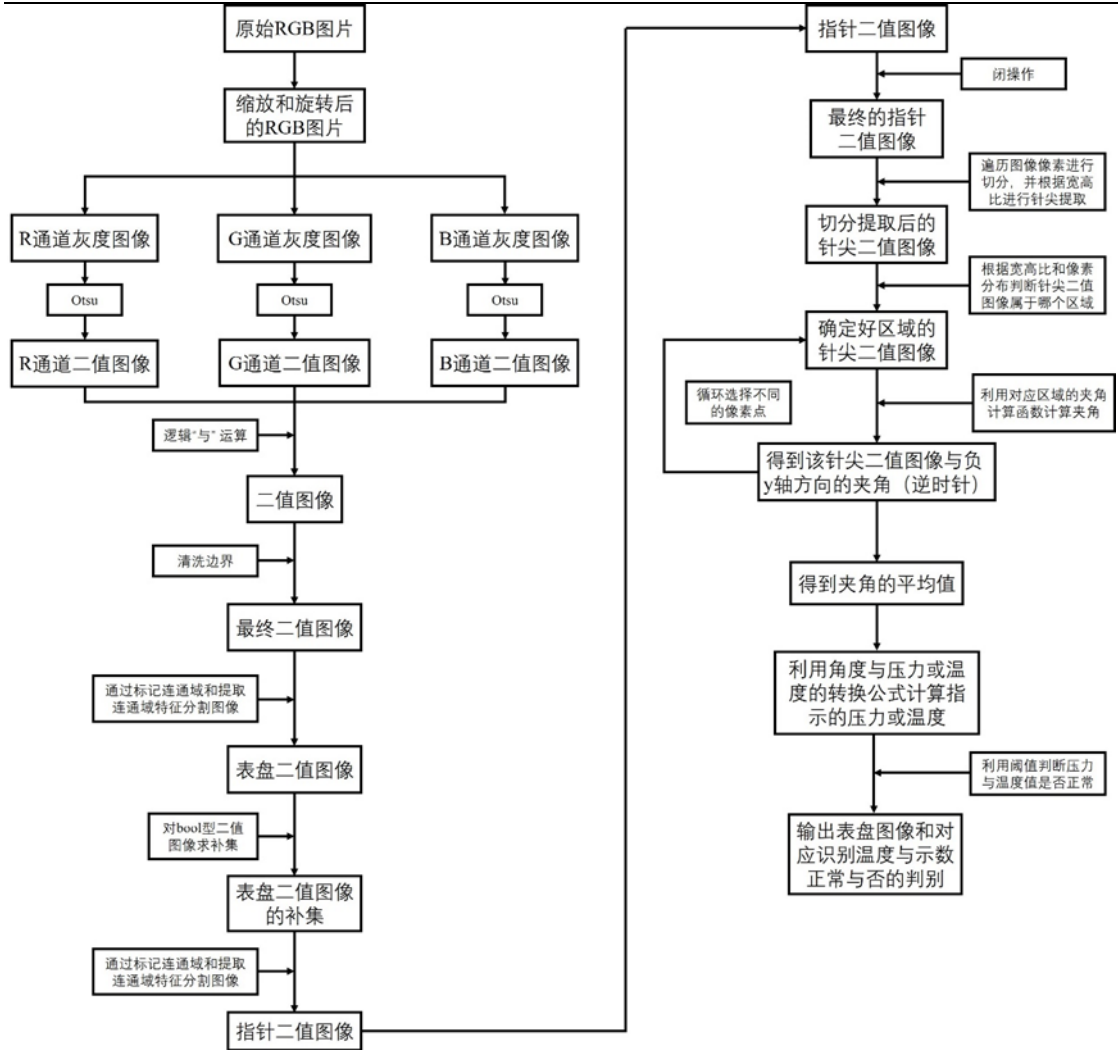 原始RGB图片
缩放和旋转后
的RGB图片
R通道灰度图像
G通道灰度图像
B通道灰度图像
Otsu
Otsu
Otsu
R通道二值图像
G通道二值图像
B通道二值图像
逻辑“与” 运算
二值图像
清洗边界
最终二值图像
通过标记连通域和提取
连通域特征分割图像
表盘二值图像
对bool型二值
图像求补集
表盘二值图像
的补集
通过标记连通域和提取
连通域特征分割图像
指针二值图像
指针二值图像
闭操作
最终的指针
二值图像
遍历图像像素进行
切分，并根据宽高
比进行针尖提取
切分提取后的
针尖二值图像
根据宽高比和像素
分布判断针尖二值
图像属于哪个区域
确定好区域的
针尖二值图像
循环选择不同
的像素点
利用对应区域的夹角
计算函数计算夹角
得到该针尖二值图像与负
y轴方向的夹角（逆时针）
得到夹角的平均值
利用角度与压力或温
度的转换公式计算指
示的压力或温度
利用阈值判断压力
与温度值是否正常
输出表盘图像和对
应识别温度与示数
正常与否的判别